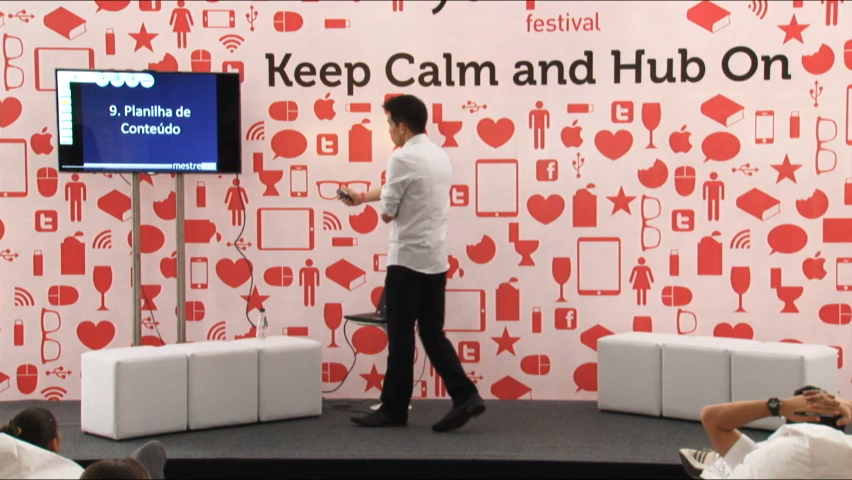 festival
Keep Calm and Hub On
9. Planilha de
Conteúdo
mestre